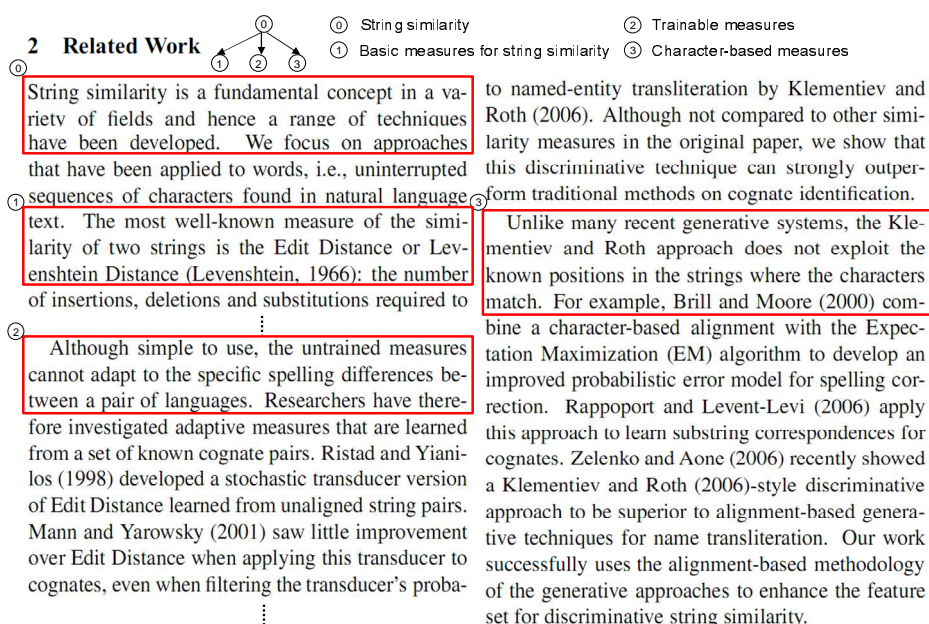 2 Related Work
0
1 2 3
0 String similarity
1 Basic measures for string similarity
2 Trainable measures
3 Character-based measures
0
String similarity is a fundamental concept in a va-
riety of fields and hence a range of techniques
have been developed. We focus on approaches
that have been applied to words, i.e., uninterrupted
sequences of characters found in natural language
1
text. The most well-known measure of the simi-
larity of two strings is the Edit Distance or Lev-
enshtein Distance (Levenshtein, 1966): the number
of insertions, deletions and substitutions required to
2
Although simple to use, the untrained measures
cannot adapt to the specific spelling differences be-
tween a pair of languages. Researchers have there-
fore investigated adaptive measures that are learned
from a set of known cognate pairs. Ristad and Yiani-
los (1998) developed a stochastic transducer version
of Edit Distance learned from unaligned string pairs.
Mann and Yarowsky (2001) saw little improvement
over Edit Distance when applying this transducer to
cognates, even when filtering the transducer's proba-
to named-entity transliteration by Klementiev and
Roth (2006). Although not compared to other simi-
larity measures in the original paper, we show that
this discriminative technique can strongly outper-
form traditional methods on cognate identification.
3
Unlike many recent generative systems, the Kle-
mentiev and Roth approach does not exploit the
known positions in the strings where the characters
match. For example, Brill and Moore (2000) com-
bine a character-based alignment with the Expec-
tation Maximization (EM) algorithm to develop an
improved probabilistic error model for spelling cor-
rection. Rappoport and Levent-Levi (2006) apply
this approach to learn substring correspondences for
cognates. Zelenko and Aone (2006) recently showed
a Klementiev and Roth (2006)-style discriminative
approach to be superior to alignment-based genera-
tive techniques for name transliteration. Our work
successfully uses the alignment-based methodology
of the generative approaches to enhance the feature
set for discriminative string similarity.